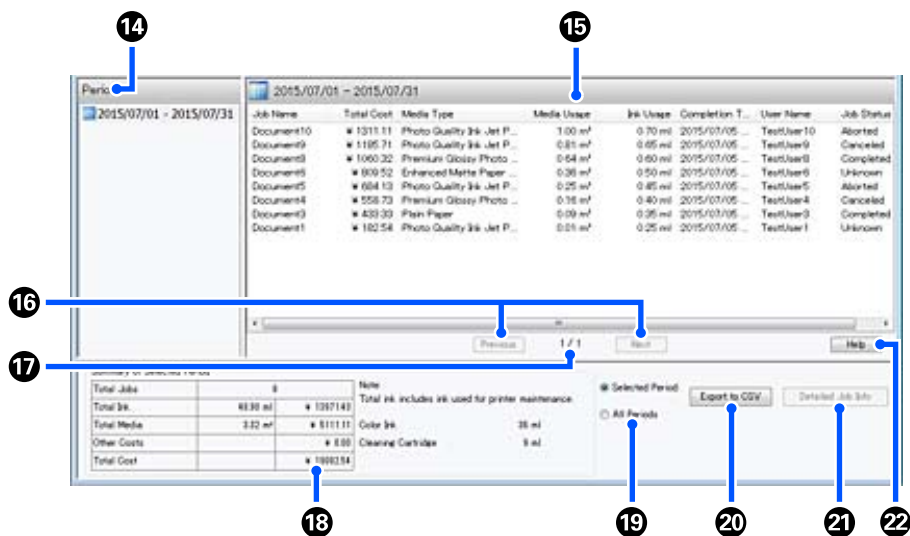 14
15
Perio
2015/07/01 - 2015/07/31
2015/07/01 - 2015/07/31
Job Name Total Cost Media Type Media Usage Ink Usage Completion T... User Name Job Status
Document10 ¥ 1311.11 Photo Quality Ink Jet P... 1.00 m² 0.70 ml 2015/07/05 ... TestUser10 Aborted
Document9 ¥ 1185.71 Photo Quality Ink Jet P... 0.81 m² 0.65 ml 2015/07/05 ... TestUser9 Canceled
Document8 ¥ 1060.32 Premium Glossy Photo ... 0.64 m² 0.60 ml 2015/07/05 ... TestUser8 Completed
Document6 ¥ 809.52 Enhanced Matte Paper ... 0.36 m² 0.50 ml 2015/07/05 ... TestUser6 Unknown
Document5 ¥ 684.13 Photo Quality Ink Jet P... 0.25 m² 0.45 ml 2015/07/05 ... TestUser5 Aborted
Document4 ¥ 558.73 Premium Glossy Photo ... 0.16 m² 0.40 ml 2015/07/05 ... TestUser4 Canceled
Document3 ¥ 433.33 Plain Paper 0.09 m² 0.35 ml 2015/07/05 ... TestUser3 Completed
Document1 ¥ 182.54 Photo Quality Ink Jet P... 0.01 m² 0.25 ml 2015/07/05 ... TestUser1 Unknown
16
Previous 1 / 1 Next Help
17
Summary of Selected Period
Total Jobs 8
Total Ink ml
Total Media 3.32 m² ¥ 5111.11
Other Costs ¥ 0.00
Total Cost
Note
Total ink includes ink used for printer maintenance.
Color Ink ml
Cleaning Cartridge ml
Selected Period
All Periods
Export to CSV
Detailed Job Info
18
19
20
21
22